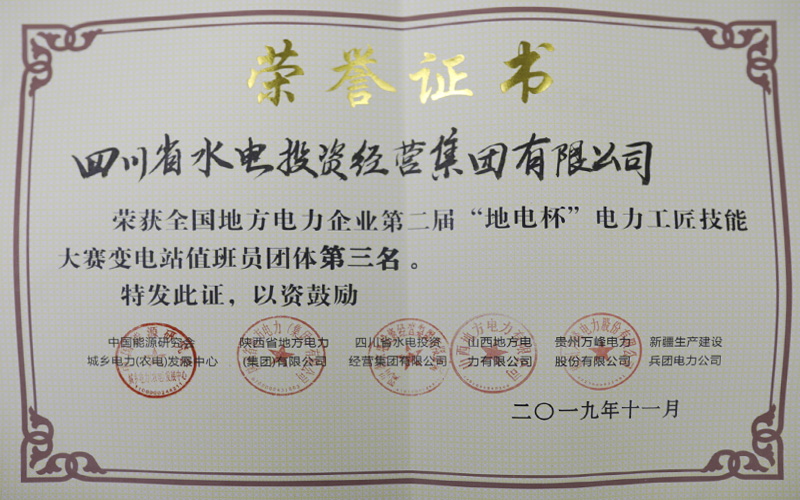 荣誉证书
四川省水电投资经营集团有限公司
荣获全国地方电力企业第二届“地电杯”电力工匠技能
大赛变电站值班员团体第三名。
特发此证，以资鼓励
中国能源研究会 陕西省地方电力 四川省水电投资 山西地方电 贵州万峰电力 新疆生产建设
城乡电力(农电)发展中心 (集团)有限公司 经营集团有限公司 力有限公司 股份有限公司 兵团电力公司
二〇一九年十一月